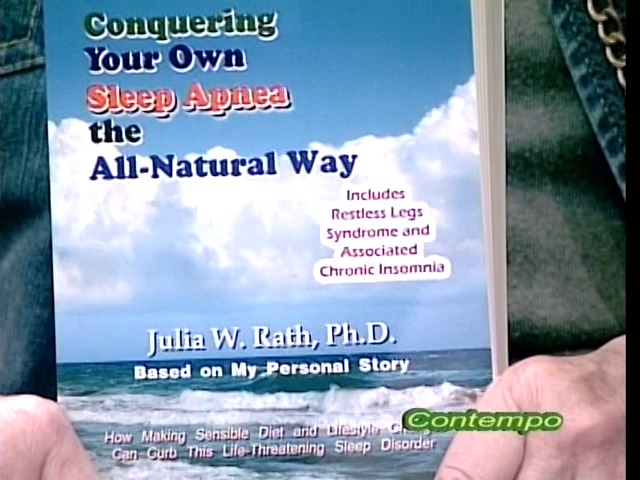 Conquering
Your Own
Sleep Apnea
the
All-Natural Way
Includes
Restless Legs
Syndrome and
Associated
Chronic Insomnia
Julia W. Rath, Ph.D.
Based on My Personal Story
Contempo
How Making Sensible Diet and Lifestyle
Can Curb This Life-Threatening Sleep Disorder